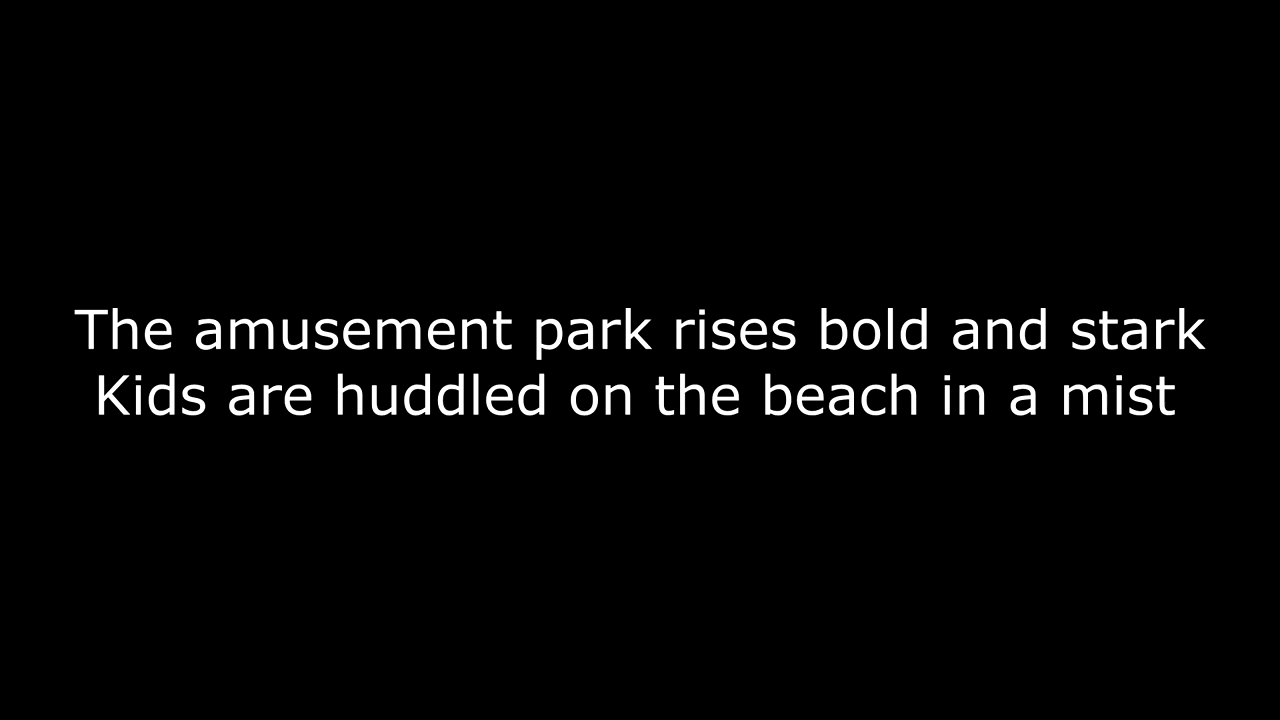 The amusement park rises bold and stark
Kids are huddled on the beach in a mist